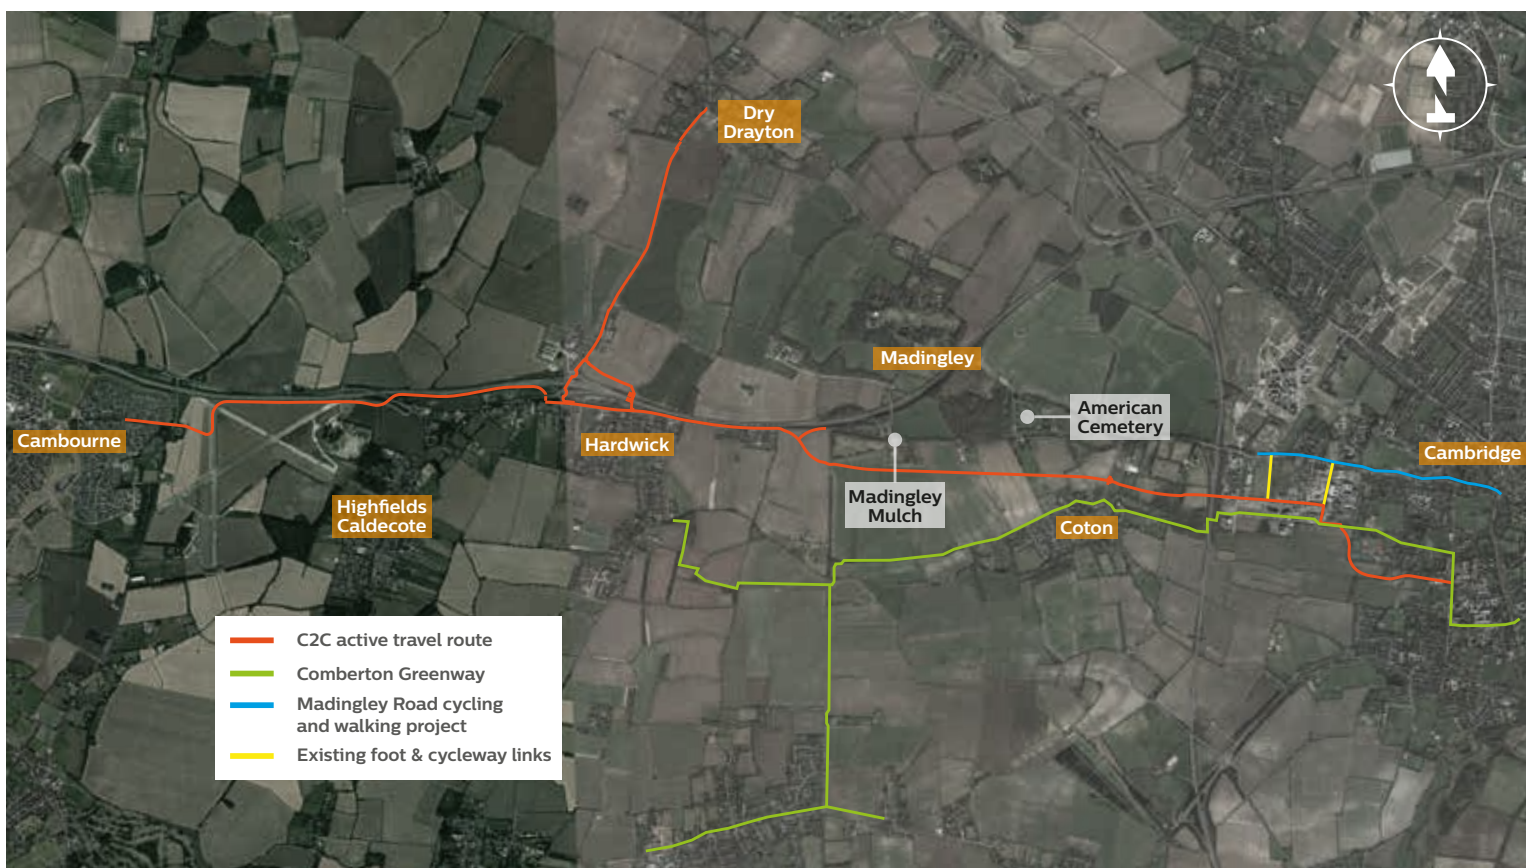 Dry
Drayton
Madingley
American
Cemetery
Cambourne
Hardwick
Cambridge
Highfields
Caldecote
Madingley
Mulch
Coton
C2C active travel route
Comberton Greenway
Madingley Road cycling
and walking project
Existing foot & cycleway links
N